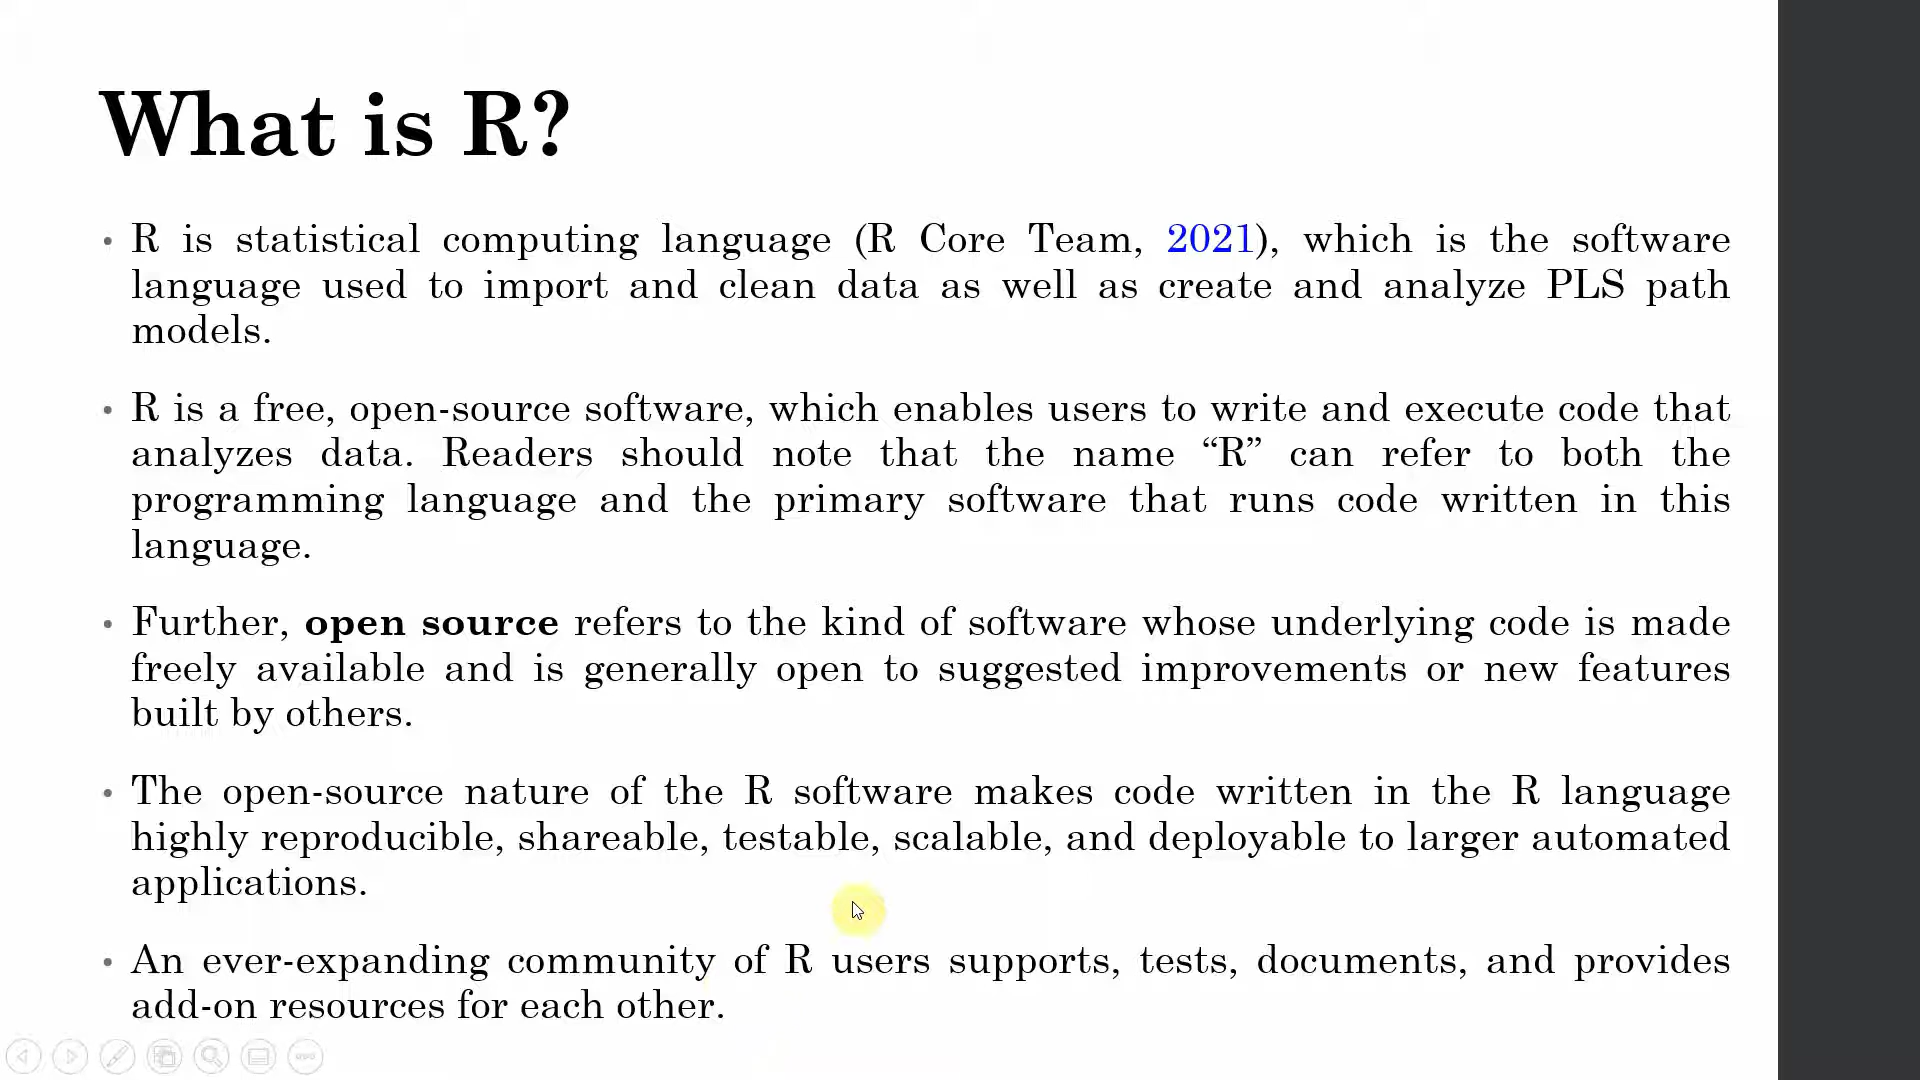 What is R?
• R is statistical computing language (R Core Team, 2021), which is the software
language used to import and clean data as well as create and analyze PLS path
models.
• R is a free, open-source software, which enables users to write and execute code that
analyzes data. Readers should note that the name “R” can refer to both the
programming language and the primary software that runs code written in this
language.
• Further, open source refers to the kind of software whose underlying code is made
freely available and is generally open to suggested improvements or new features
built by others.
• The open-source nature of the R software makes code written in the R language
highly reproducible, shareable, testable, scalable, and deployable to larger automated
applications.
• An ever-expanding community of R users supports, tests, documents, and provides
add-on resources for each other.